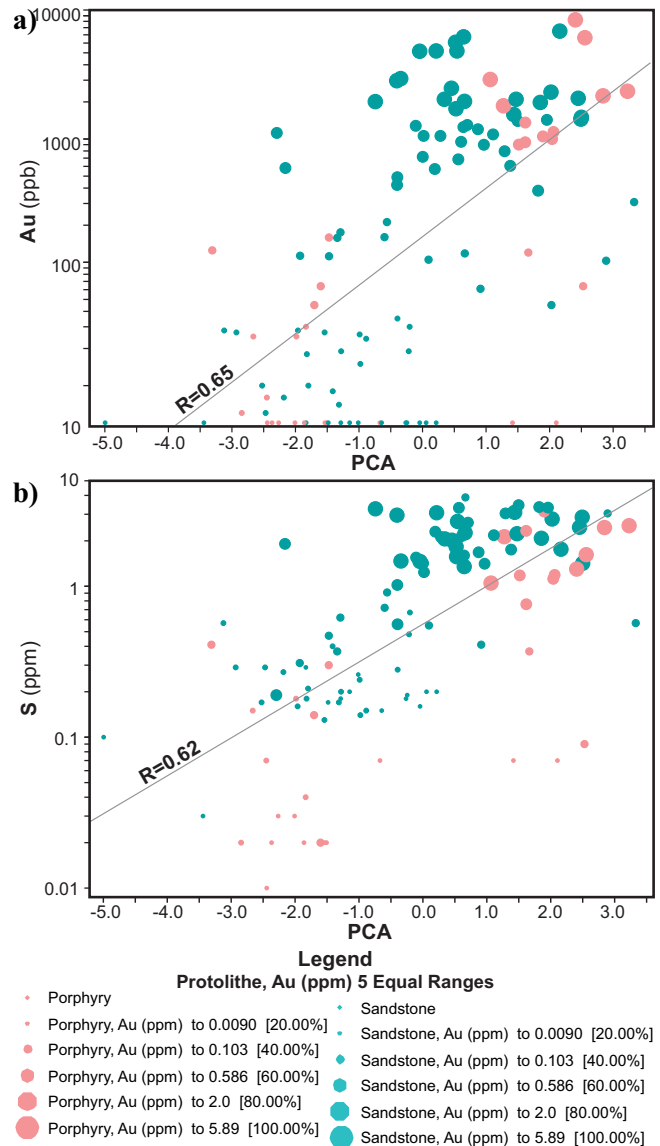 a)
10000
1000
100
10
Au (ppb)
R=0.65
-5.0 -4.0 -3.0 -2.0 -1.0 0.0 1.0 2.0 3.0
PCA
b)
10
1
0.1
0.01
S (ppm)
R=0.62
-5.0 -4.0 -3.0 -2.0 -1.0 0.0 1.0 2.0 3.0
PCA
Legend
Protolithe, Au (ppm) 5 Equal Ranges
Porphyry
Porphyry, Au (ppm) to 0.0090 [20.00%]
Porphyry, Au (ppm) to 0.103 [40.00%]
Porphyry, Au (ppm) to 0.586 [60.00%]
Porphyry, Au (ppm) to 2.0 [80.00%]
Porphyry, Au (ppm) to 5.89 [100.00%]
Sandstone
Sandstone, Au (ppm) to 0.0090 [20.00%]
Sandstone, Au (ppm) to 0.103 [40.00%]
Sandstone, Au (ppm) to 0.586 [60.00%]
Sandstone, Au (ppm) to 2.0 [80.00%]
Sandstone, Au (ppm) to 5.89 [100.00%]